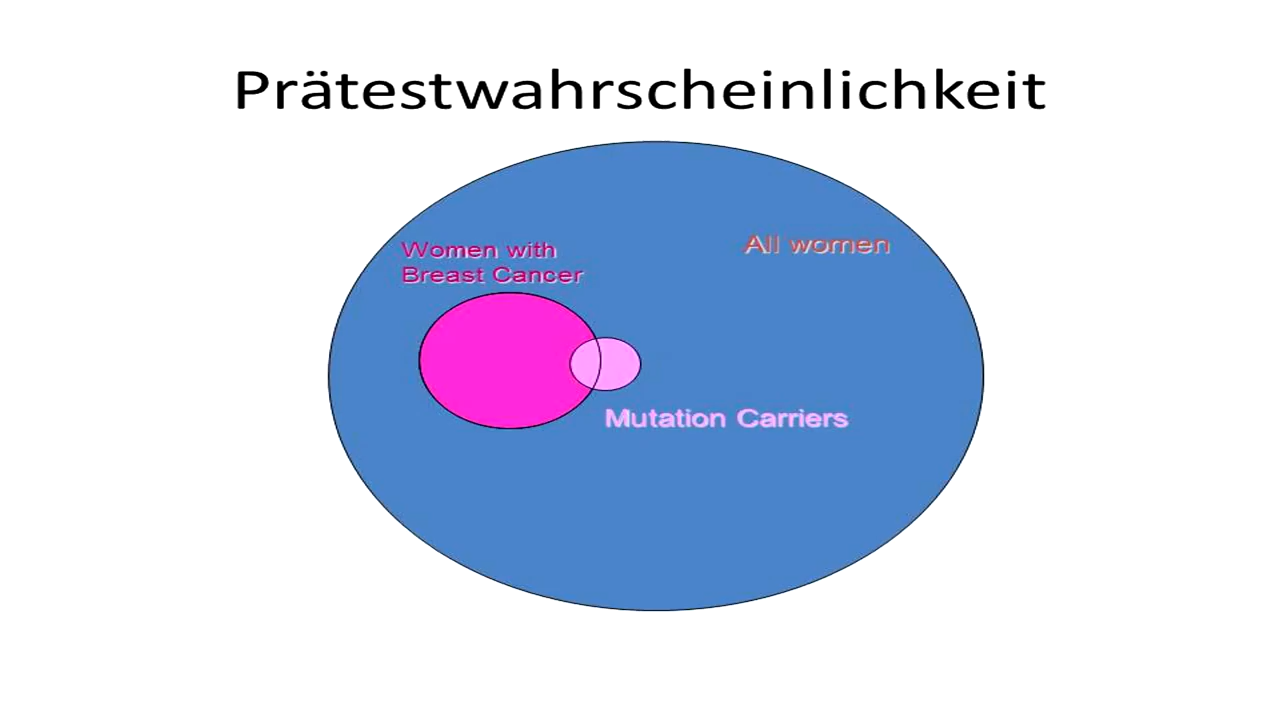 Prätestwahrscheinlichkeit
Women with
Breast Cancer
All women
Mutation Carriers